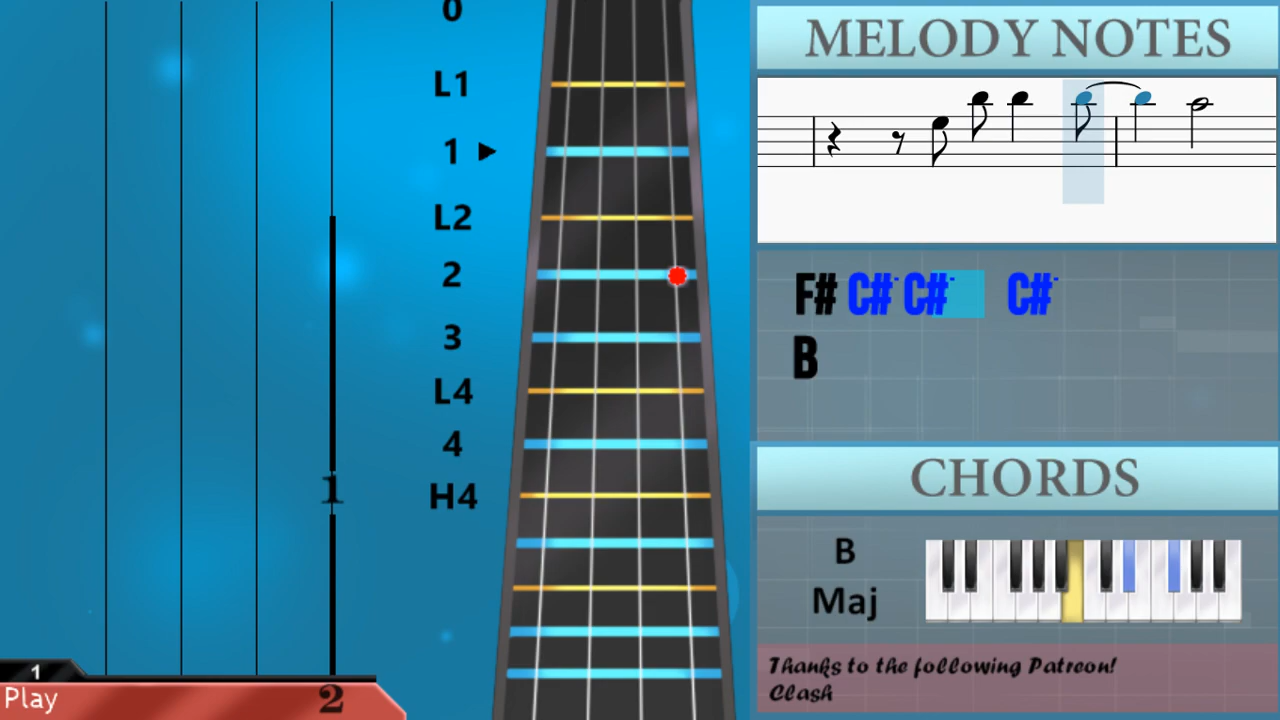 0
L1
1
L2
2
3
L4
4
H4
1
1
Play
2
MELODY NOTES
F# C#' C#' C#'
B
CHORDS
B
Maj
Thanks to the following Patreon!
Clash